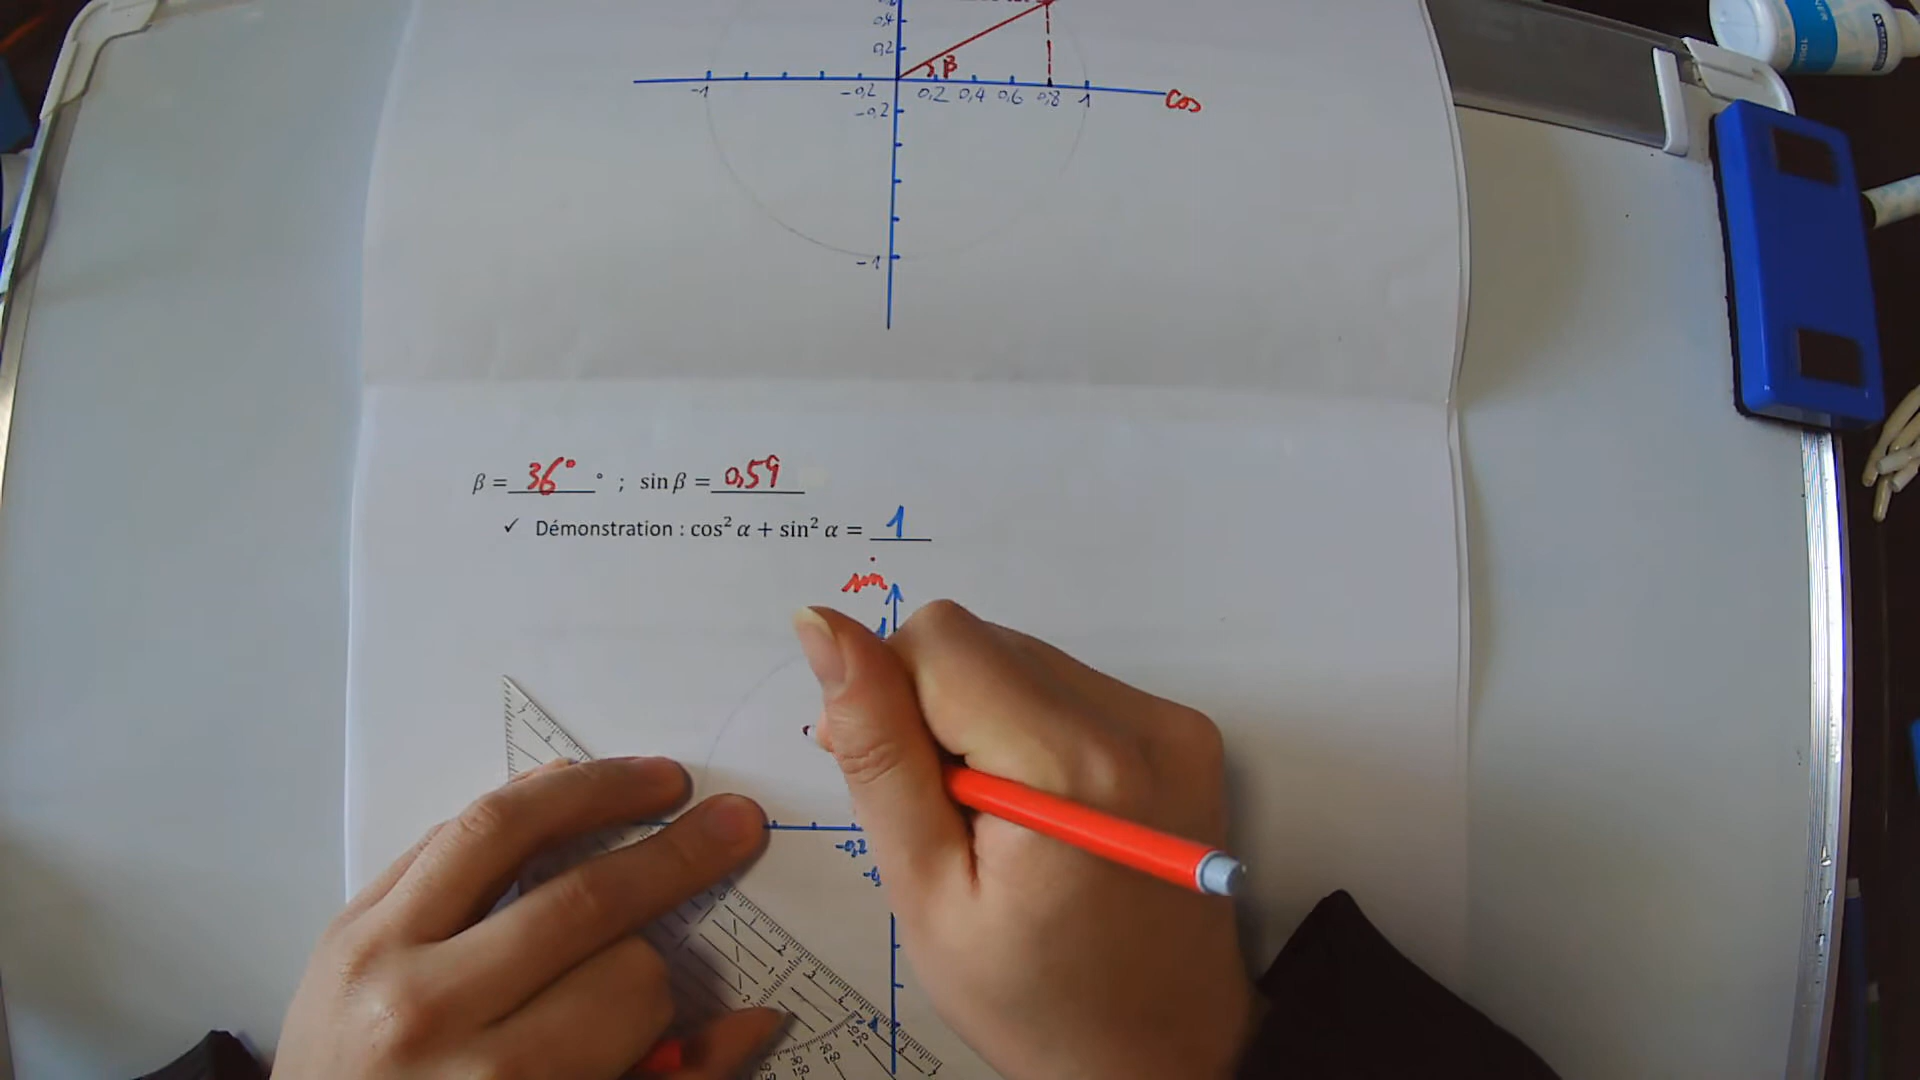 0,4
0,2
β
-1 -0,2 0,2 0,4 0,6 0,8 1 cos
-0,2
-1
β = 36° ° ; sin β = 0,59
✓ Démonstration : cos² α + sin² α = 1
sin
1
-0,2